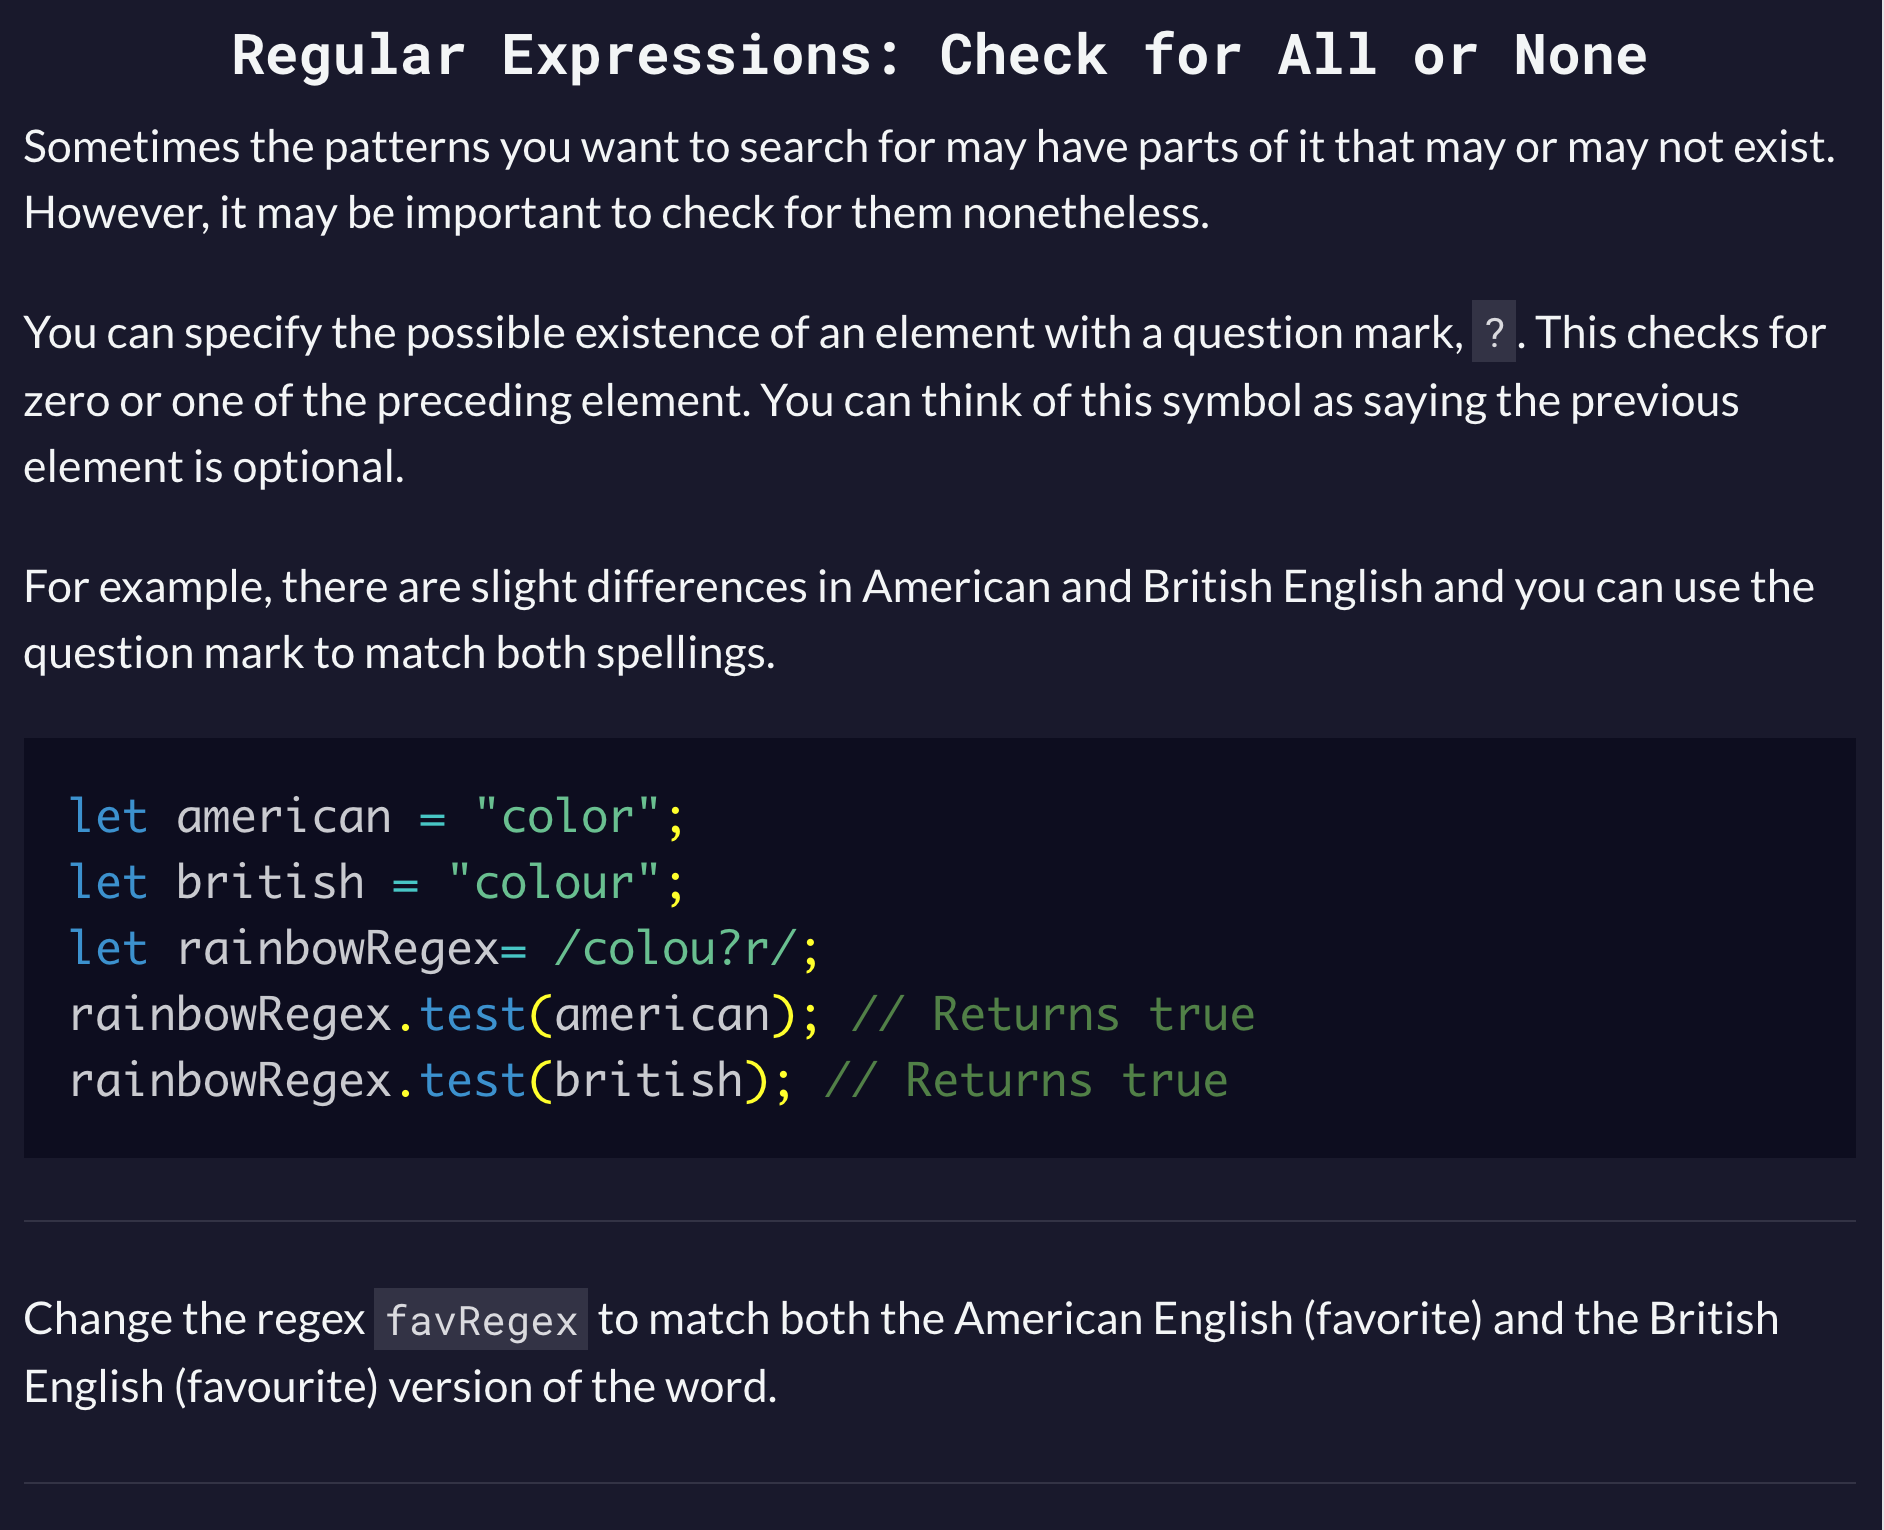 Regular Expressions: Check for All or None
Sometimes the patterns you want to search for may have parts of it that may or may not exist.
However, it may be important to check for them nonetheless.
You can specify the possible existence of an element with a question mark, ?. This checks for
zero or one of the preceding element. You can think of this symbol as saying the previous
element is optional.
For example, there are slight differences in American and British English and you can use the
question mark to match both spellings.
let american = "color";
let british = "colour";
let rainbowRegex= /colou?r/;
rainbowRegex.test(american); // Returns true
rainbowRegex.test(british); // Returns true
Change the regex favRegex to match both the American English (favorite) and the British
English (favourite) version of the word.